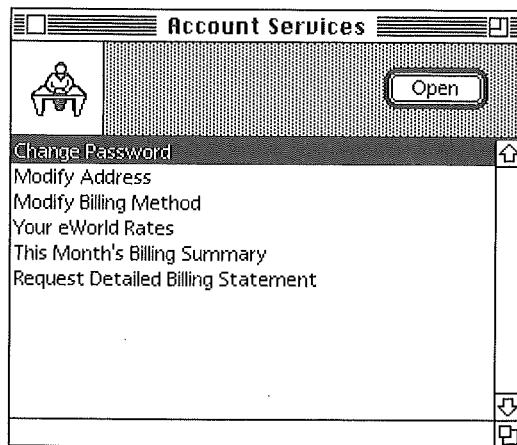 Account Services
Open
Change Password
Modify Address
Modify Billing Method
Your eWorld Rates
This Month's Billing Summary
Request Detailed Billing Statement